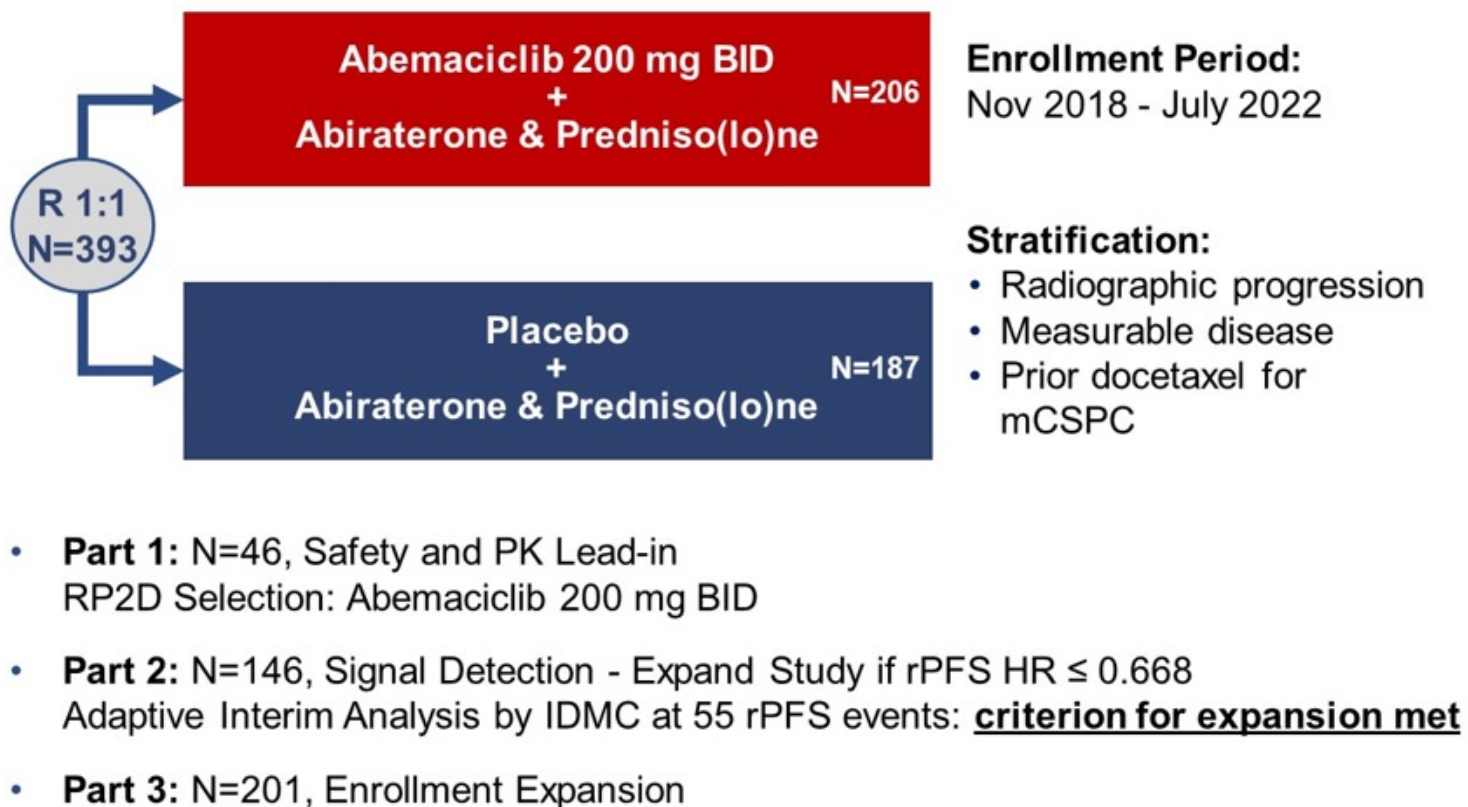 Abemaciclib 200 mg BID
+
Abiraterone & Predniso(lo)ne
N=206
Enrollment Period:
Nov 2018 - July 2022
R 1:1
N=393
Placebo
+
Abiraterone & Predniso(lo)ne
N=187
Stratification:
• Radiographic progression
• Measurable disease
• Prior docetaxel for
mCSPC
• Part 1: N=46, Safety and PK Lead-in
RP2D Selection: Abemaciclib 200 mg BID
• Part 2: N=146, Signal Detection - Expand Study if rPFS HR ≤ 0.668
Adaptive Interim Analysis by IDMC at 55 rPFS events: criterion for expansion met
• Part 3: N=201, Enrollment Expansion